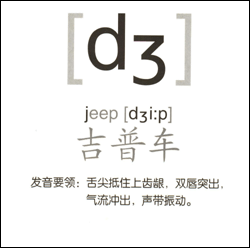 [dʒ]
jeep [dʒi:p]
吉普车
发音要领：舌尖抵住上齿龈，双唇突出，
气流冲出，声带振动。